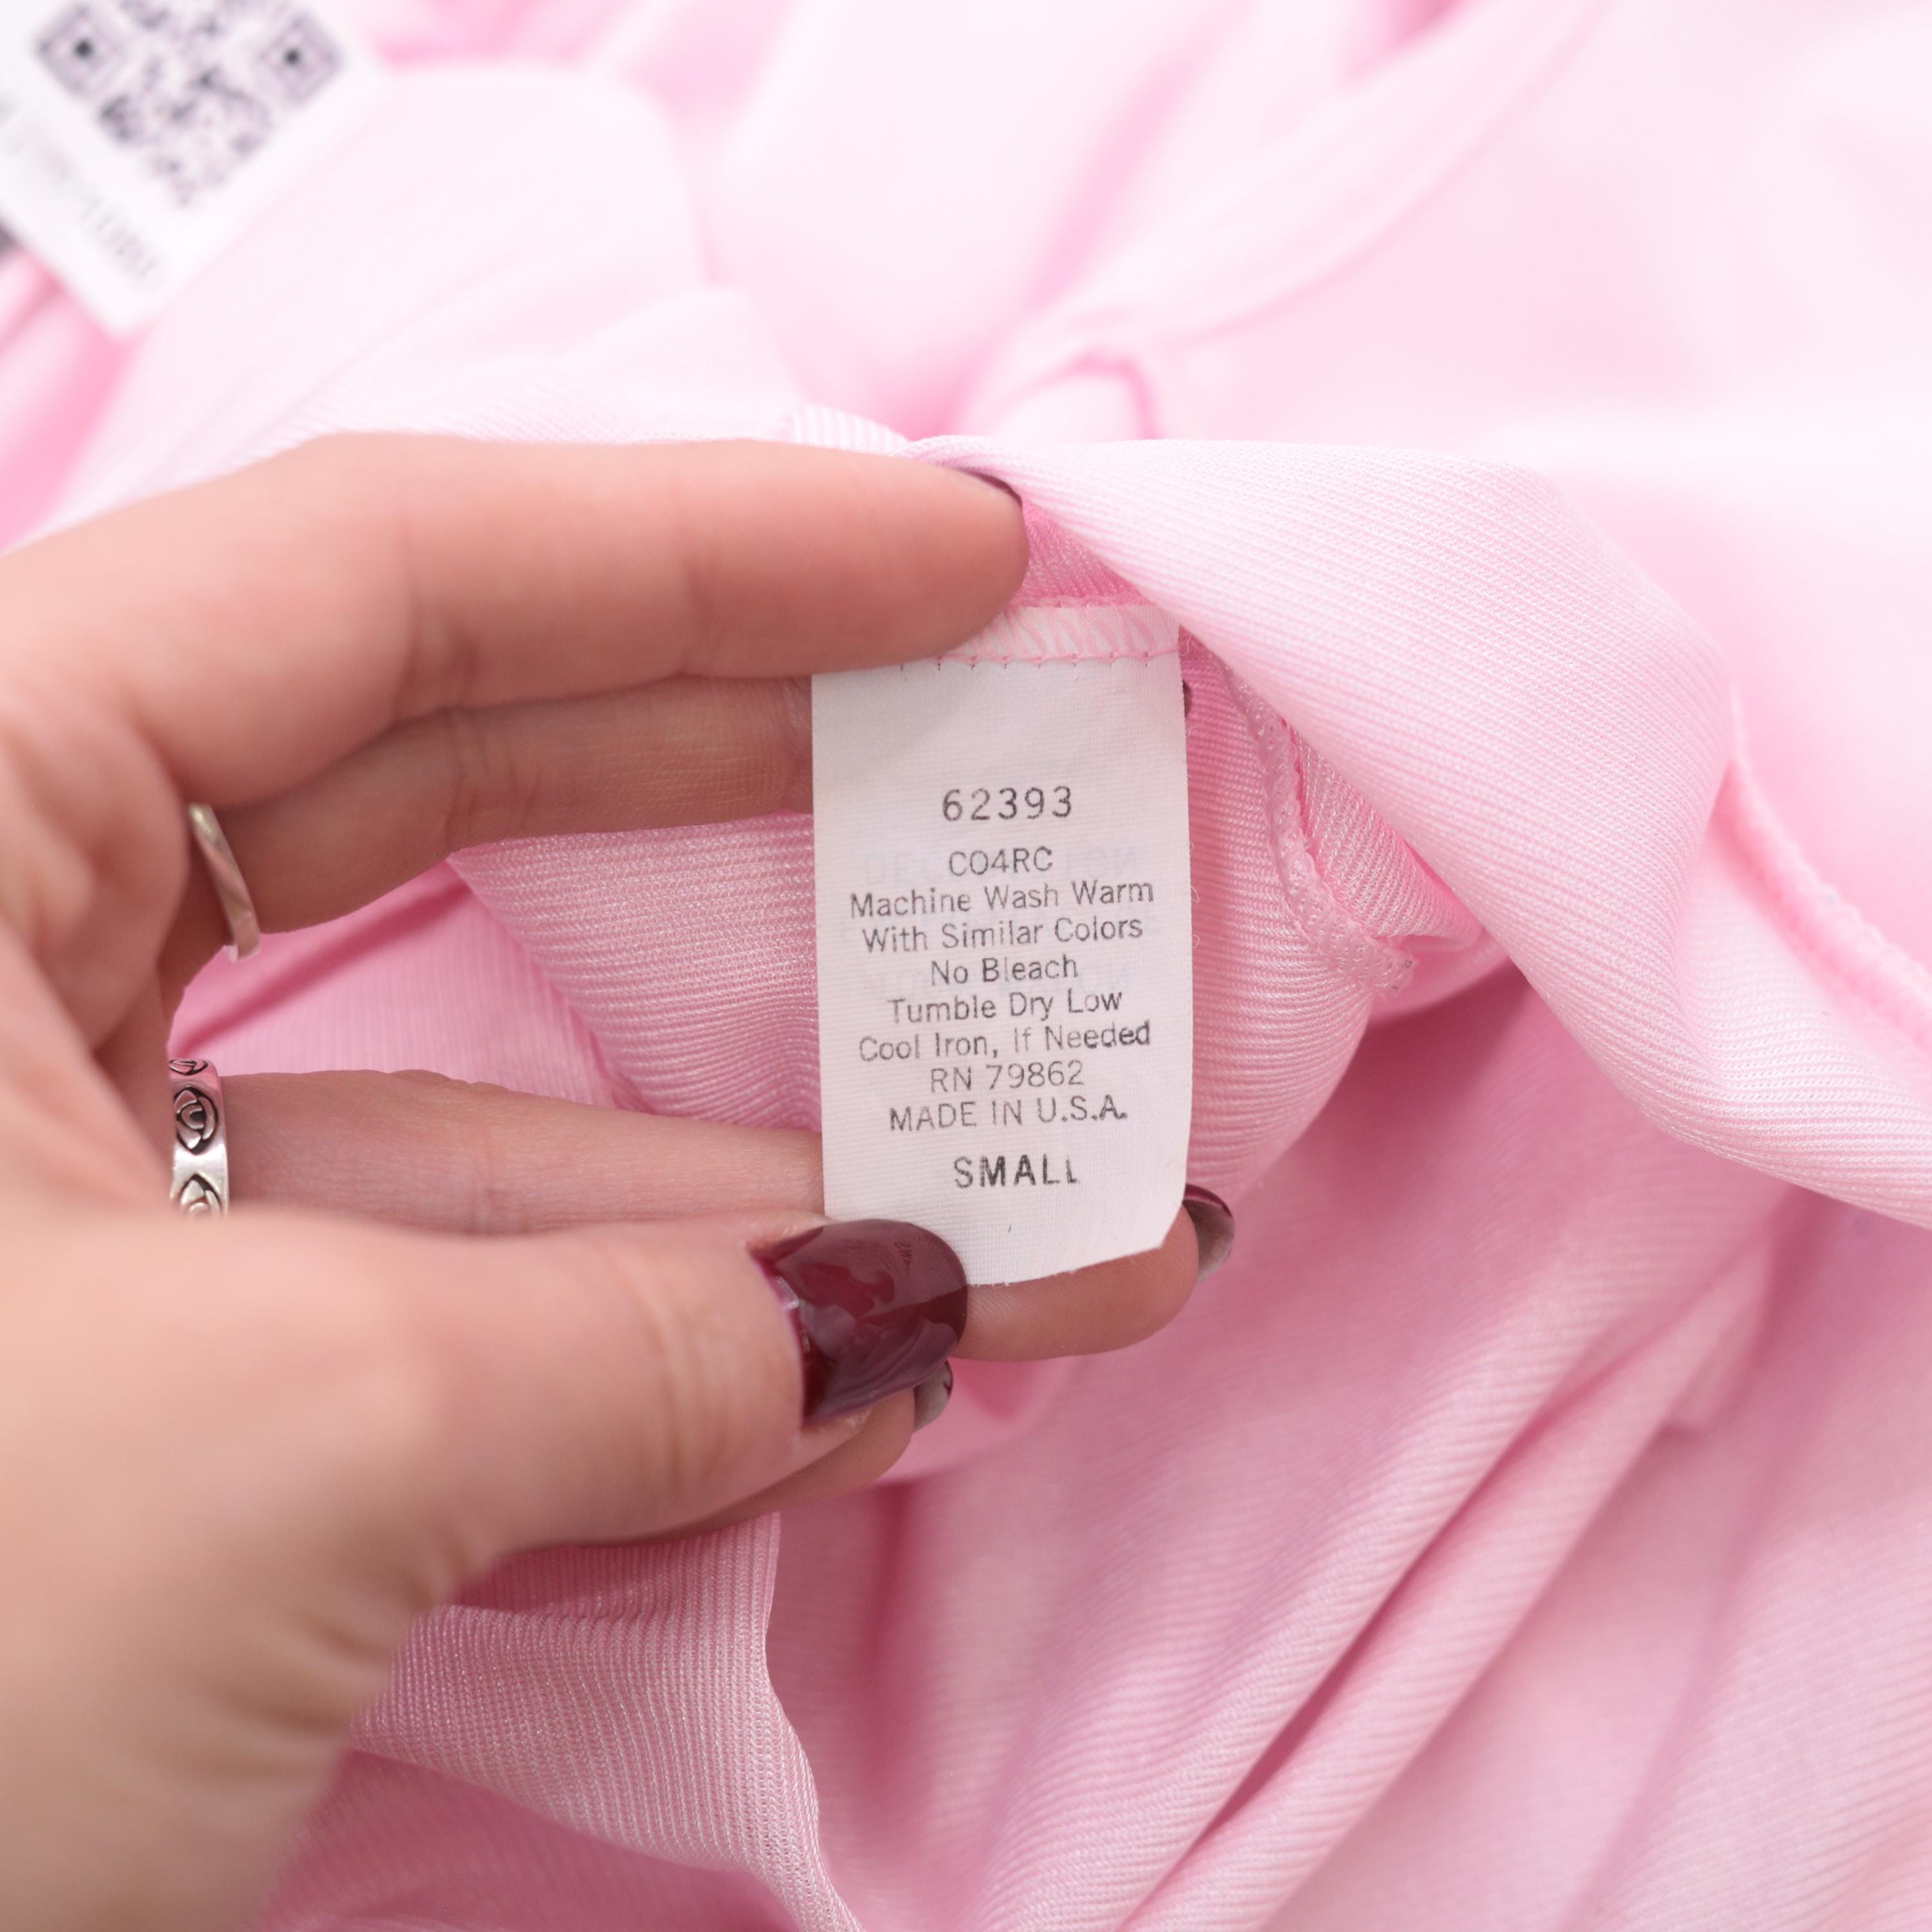 62393
CO4RC
Machine Wash Warm
With Similar Colors
No Bleach
Tumble Dry Low
Cool Iron, If Needed
RN 79862
MADE IN U.S.A.
SMALL